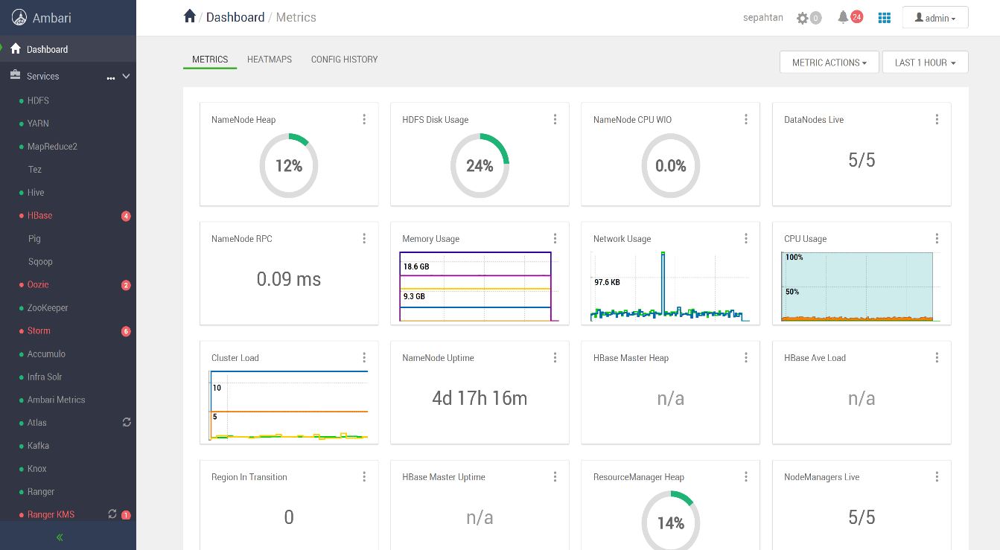 Ambari
Dashboard
Services
...
HDFS
YARN
MapReduce2
Tez
Hive
HBase 4
Pig
Sqoop
Oozie 2
ZooKeeper
Storm 6
Accumulo
Infra Solr
Ambari Metrics
Atlas
Kafka
Knox
Ranger
Ranger KMS 1
«
/ Dashboard / Metrics
sepahtan 0 24 admin
METRICS HEATMAPS CONFIG HISTORY
METRIC ACTIONS LAST 1 HOUR
NameNode Heap
12%
HDFS Disk Usage
24%
NameNode CPU WIO
0.0%
DataNodes Live
5/5
NameNode RPC
0.09 ms
Memory Usage
18.6 GB
9.3 GB
Network Usage
97.6 KB
CPU Usage
100%
50%
Cluster Load
10
5
NameNode Uptime
4d 17h 16m
HBase Master Heap
n/a
HBase Ave Load
n/a
Region In Transition
0
HBase Master Uptime
n/a
ResourceManager Heap
14%
NodeManagers Live
5/5